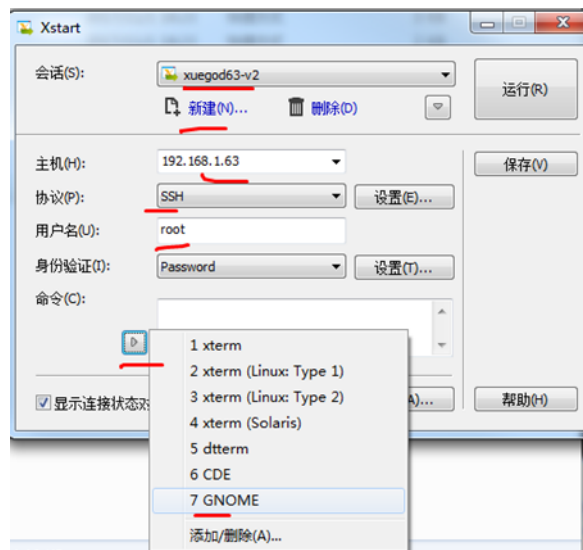 Xstart
会话(S):
xuegod63-v2
运行(R)
新建(N)...
删除(D)
主机(H):
192.168.1.63
保存(V)
协议(P):
SSH
设置(E)...
用户名(U):
root
身份验证(I):
Password
设置(T)...
命令(C):
1 xterm
2 xterm (Linux: Type 1)
3 xterm (Linux: Type 2)
4 xterm (Solaris)
5 dtterm
6 CDE
7 GNOME
添加/删除(A)...
显示连接状态
A)...
帮助(H)